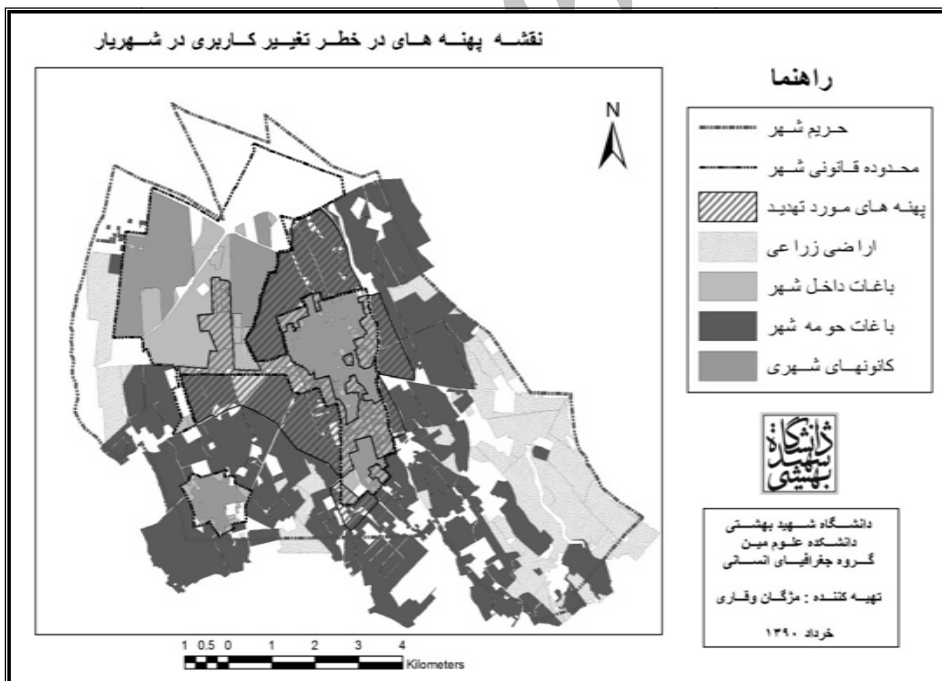 نقشه پهنه های در خطر تغییر کاربری در شهریار
راهنما
حریم شهر
محدوده قانونی شهر
پهنه های مورد تهدید
اراضی زراعی
باغات داخل شهر
باغات حومه شهر
کانونهای شهری
N
دانشگاه
شهید
بهشتی
دانشگاه شهید بهشتی
دانشکده علوم مین
گروه جغرافیای انسانی
تهیه کننده : مژگان وقاری
خرداد ۱۳۹۰
1 0.5 0 1 2 3 4
Kilometers